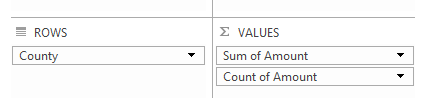 ROWS
County
Σ VALUES
Sum of Amount
Count of Amount